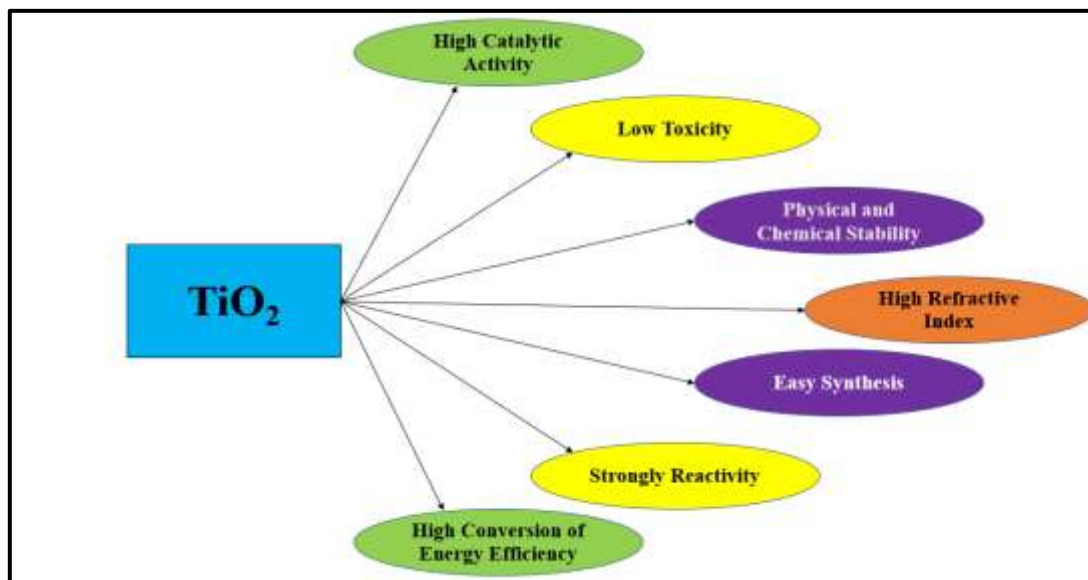 High Catalytic
Activity
Low Toxicity
Physical and
Chemical Stability
TiO₂
High Refractive
Index
Easy Synthesis
Strongly Reactivity
High Conversion of
Energy Efficiency